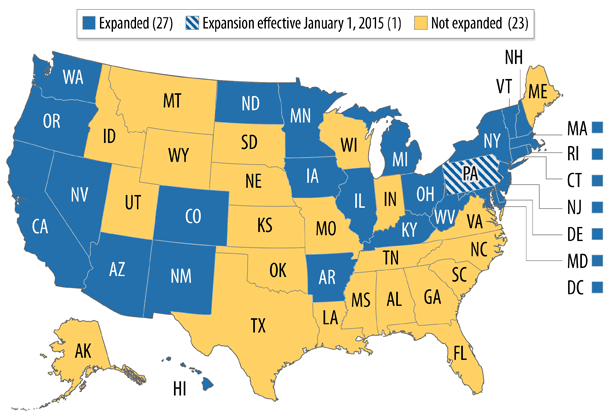 Expanded (27) Expansion effective January 1, 2015 (1) Not expanded (23)
NH
VT
WA
MT
ND
MN
ME
OR
ID
WY
SD
WI
MI
NY
MA
RI
CT
NJ
DE
MD
DC
NV
UT
CO
NE
IA
IL
IN
OH
PA
WV
VA
CA
AZ
NM
KS
MO
KY
OK
AR
TN
NC
SC
TX
LA
MS
AL
GA
FL
AK
HI